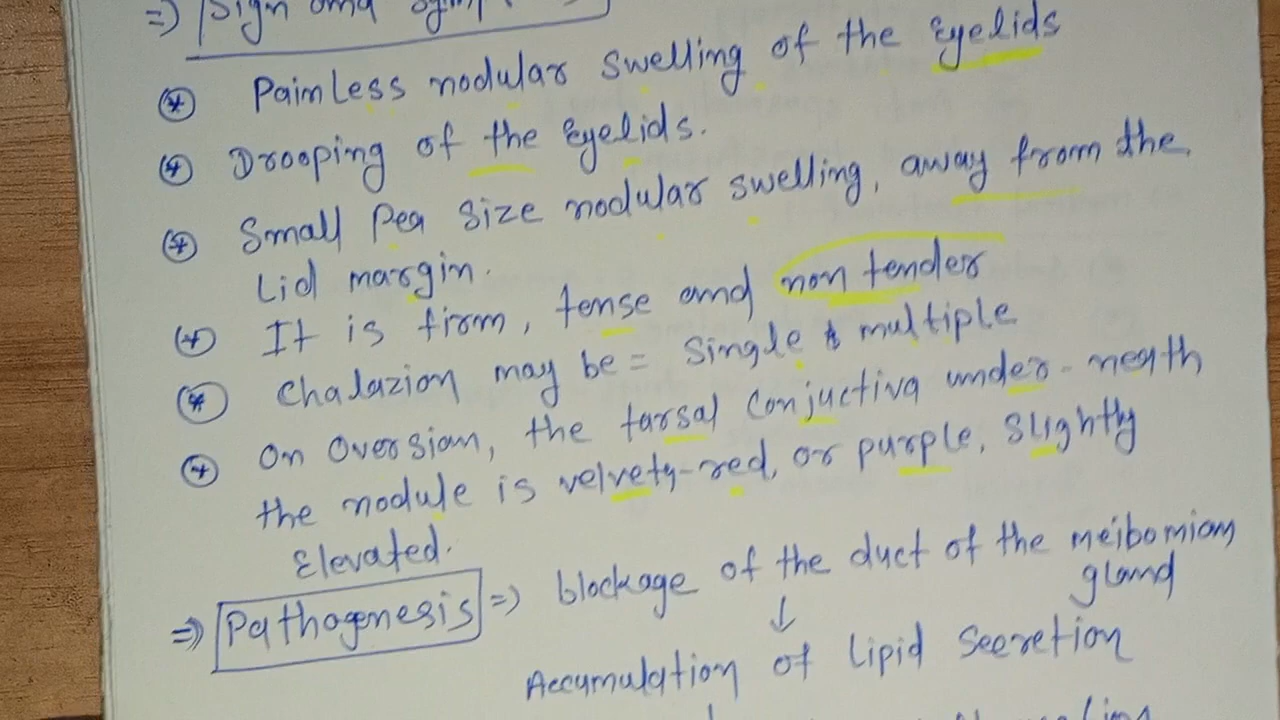 => Sign and
⊛ Painless nodular swelling of the Eyelids
⊛ Drooping of the Eyelids.
⊛ Small Pea Size nodular swelling, away from the
Lid margin.
⊛ It is firm, tense and non tender
⊛ Chalazion may be = Single & multiple
⊛ On Oversian, the tarsal Conjuctiva under-neath
the nodule is velvety-red, or purple, Slightly
Elevated.
=> Pathogenesis => blockage of the duct of the meibomian
gland
↓
Accumulation of Lipid Secretion